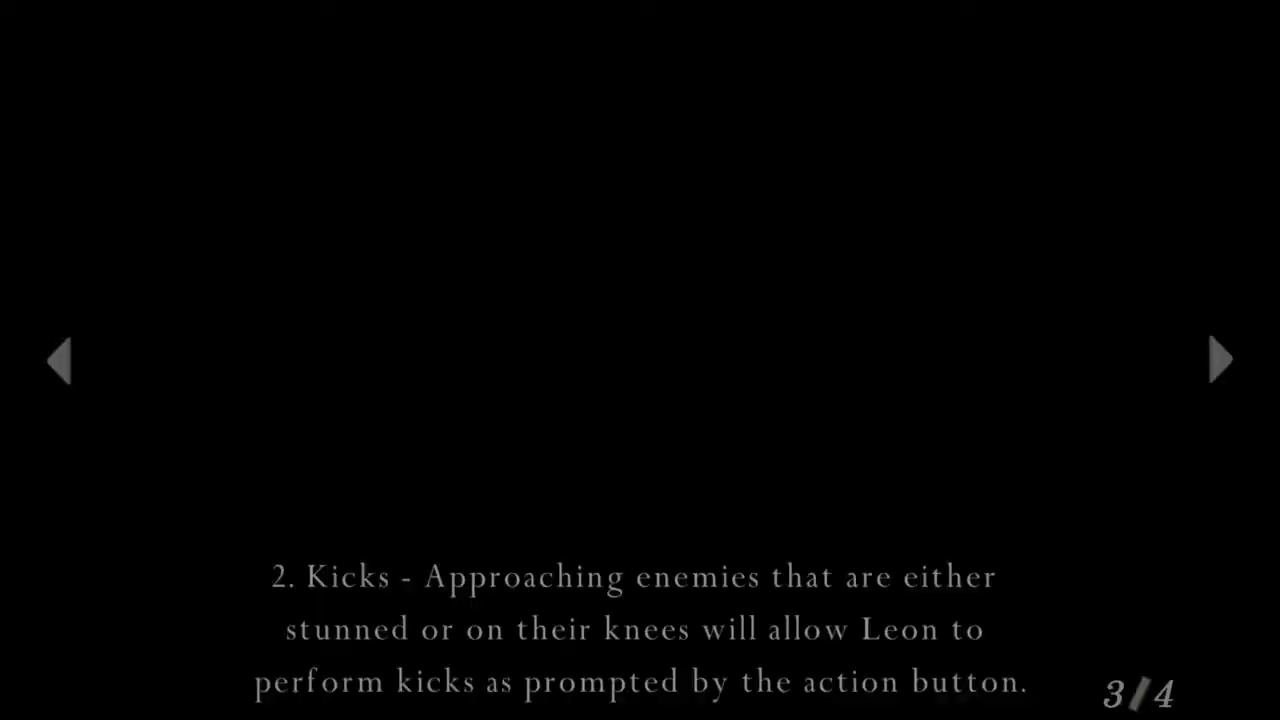 2. Kicks - Approaching enemies that are either
stunned or on their knees will allow Leon to
perform kicks as prompted by the action button.
3/4